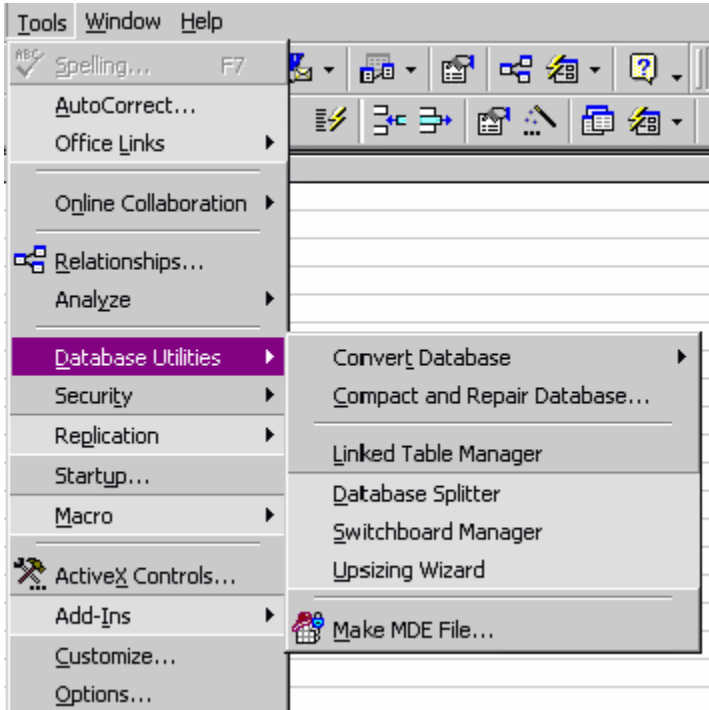 Tools Window Help
ABC Spelling... F7
AutoCorrect...
Office Links
Online Collaboration
Relationships...
Analyze
Database Utilities
Security
Replication
Startup...
Macro
ActiveX Controls...
Add-Ins
Customize...
Options...
Convert Database
Compact and Repair Database...
Linked Table Manager
Database Splitter
Switchboard Manager
Upsizing Wizard
Make MDE File...